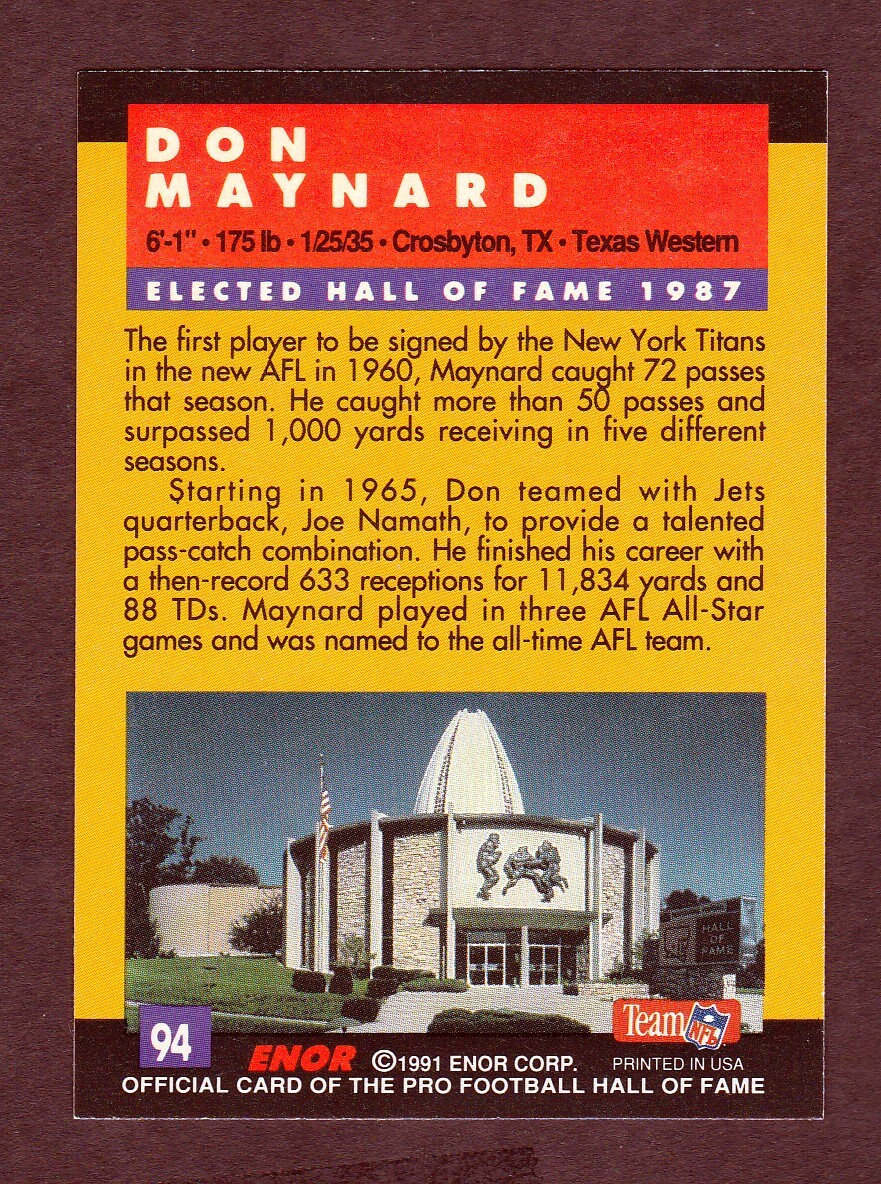 DON
MAYNARD
6'-1" • 175 lb • 1/25/35 • Crosbyton, TX • Texas Western
ELECTED HALL OF FAME 1987
The first player to be signed by the New York Titans
in the new AFL in 1960, Maynard caught 72 passes
that season. He caught more than 50 passes and
surpassed 1,000 yards receiving in five different
seasons.
Starting in 1965, Don teamed with Jets
quarterback, Joe Namath, to provide a talented
pass-catch combination. He finished his career with
a then-record 633 receptions for 11,834 yards and
88 TDs. Maynard played in three AFL All-Star
games and was named to the all-time AFL team.
HALL
OF
FAME
Team NFL
94
ENOR ©1991 ENOR CORP. PRINTED IN USA
OFFICIAL CARD OF THE PRO FOOTBALL HALL OF FAME